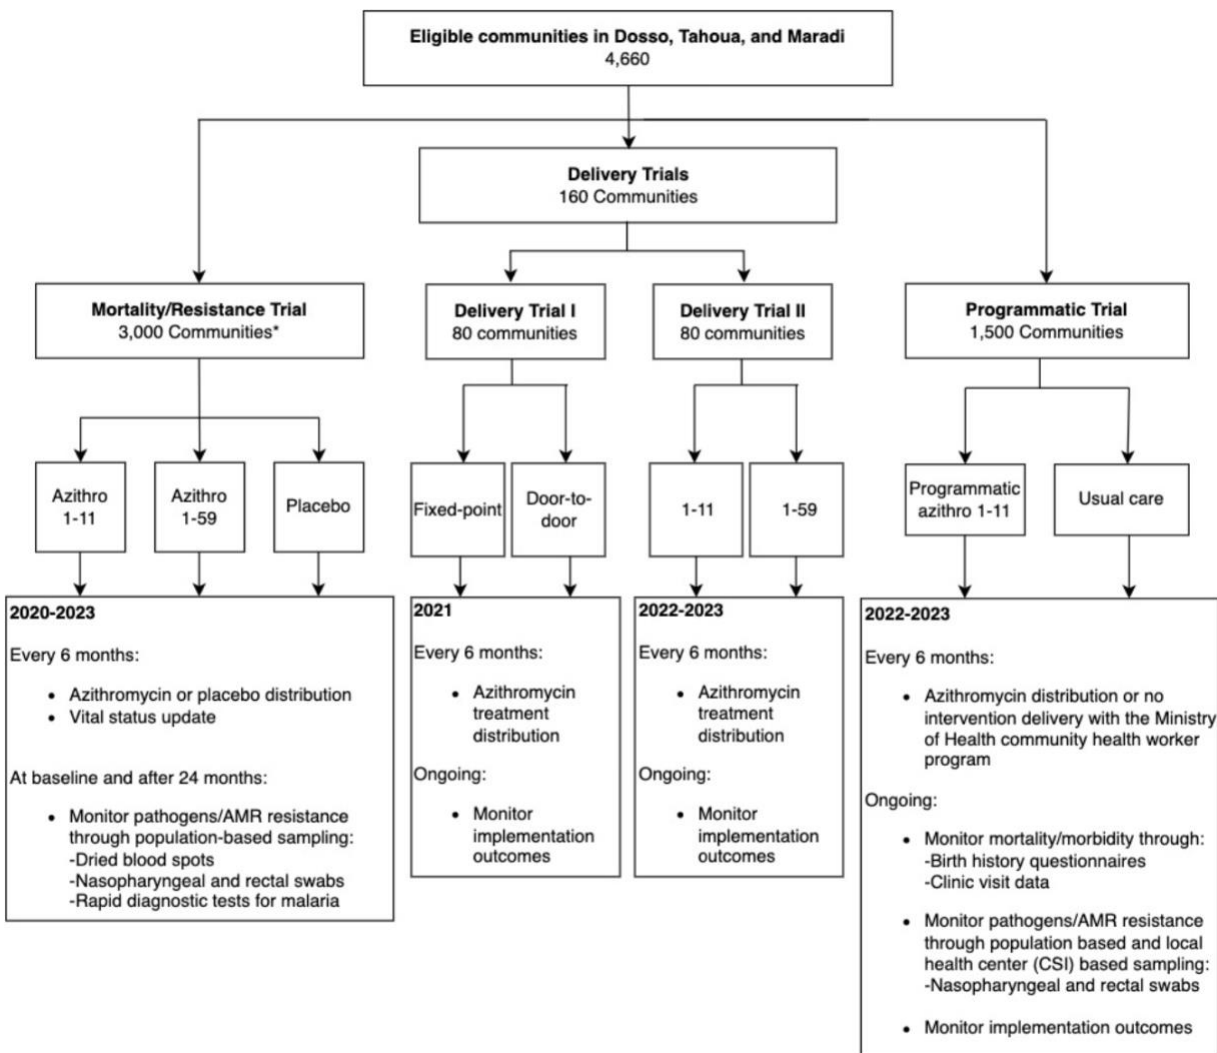 Eligible communities in Dosso, Tahoua, and Maradi
4,660
Delivery Trials
160 Communities
Mortality/Resistance Trial
3,000 Communities*
Delivery Trial I
80 communities
Delivery Trial II
80 communities
Programmatic Trial
1,500 Communities
Azithro
1-11
Azithro
1-59
Placebo
Fixed-point
Door-to-
door
1-11
1-59
Programmatic
azithro 1-11
Usual care
2020-2023
Every 6 months:
• Azithromycin or placebo distribution
• Vital status update
At baseline and after 24 months:
• Monitor pathogens/AMR resistance
through population-based sampling:
-Dried blood spots
-Nasopharyngeal and rectal swabs
-Rapid diagnostic tests for malaria
2021
Every 6 months:
• Azithromycin
treatment
distribution
Ongoing:
• Monitor
implementation
outcomes
2022-2023
Every 6 months:
• Azithromycin
treatment
distribution
Ongoing:
• Monitor
implementation
outcomes
2022-2023
Every 6 months:
• Azithromycin distribution or no
intervention delivery with the Ministry
of Health community health worker
program
Ongoing:
• Monitor mortality/morbidity through:
-Birth history questionnaires
-Clinic visit data
• Monitor pathogens/AMR resistance
through population based and local
health center (CSI) based sampling:
-Nasopharyngeal and rectal swabs
• Monitor implementation outcomes